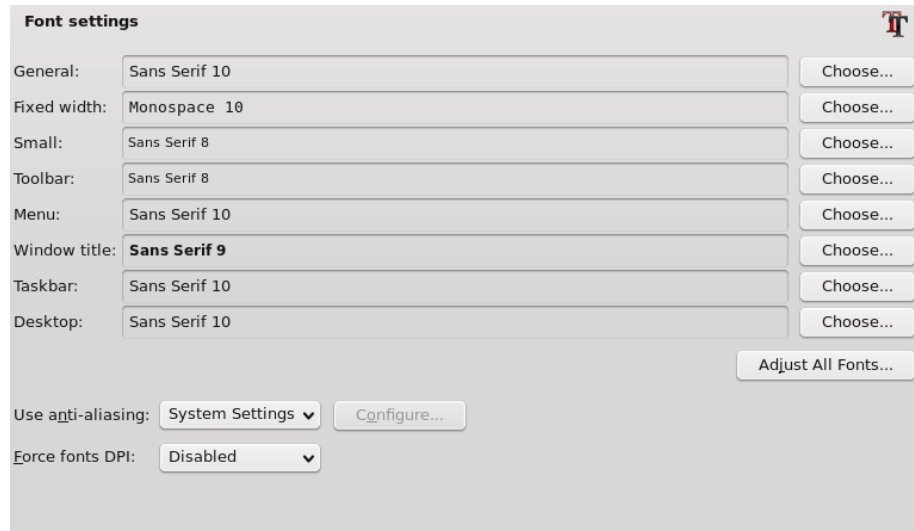 Font settings
General: Sans Serif 10 Choose...
Fixed width: Monospace 10 Choose...
Small: Sans Serif 8 Choose...
Toolbar: Sans Serif 8 Choose...
Menu: Sans Serif 10 Choose...
Window title: Sans Serif 9 Choose...
Taskbar: Sans Serif 10 Choose...
Desktop: Sans Serif 10 Choose...
Adjust All Fonts...
Use anti-aliasing: System Settings Configure...
Force fonts DPI: Disabled